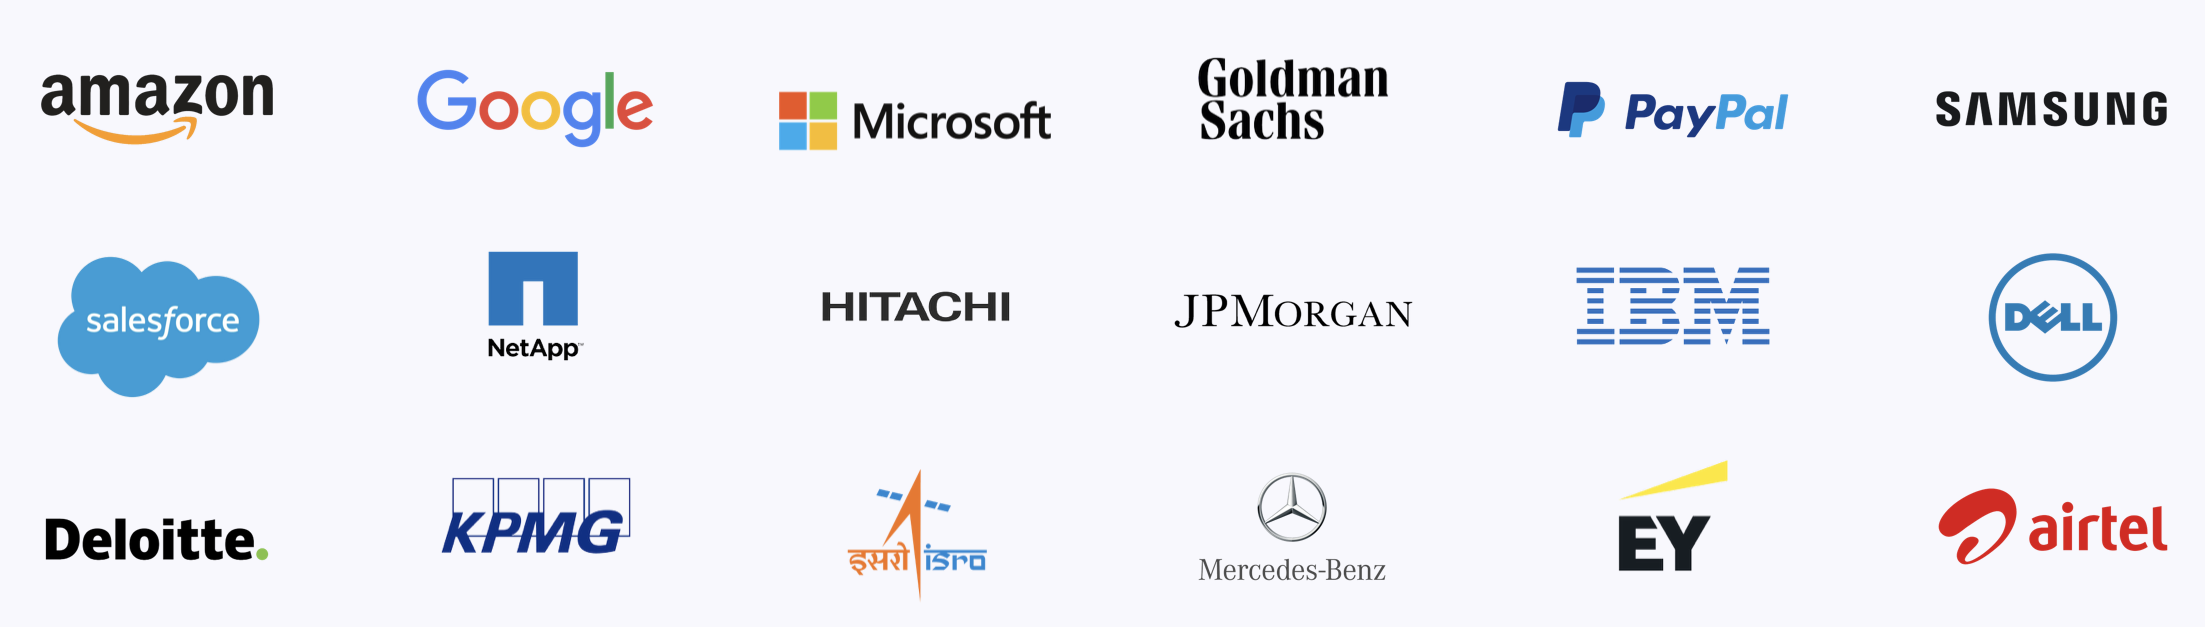 amazon
Google
Microsoft
Goldman
Sachs
PayPal
SAMSUNG
salesforce
NetApp™
HITACHI
JPMORGAN
IBM
DELL
Deloitte.
KPMG
इसरो isro
Mercedes-Benz
EY
airtel